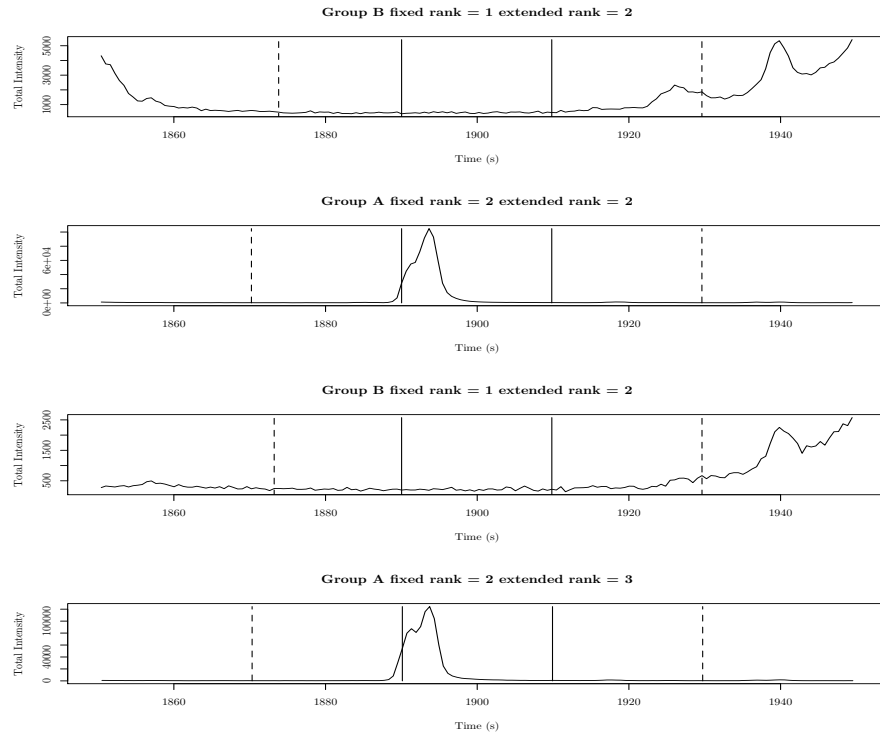 Group B fixed rank = 1 extended rank = 2
Total Intensity
1000 3000 5000
1860 1880 1900 1920 1940
Time (s)
Group A fixed rank = 2 extended rank = 2
Total Intensity
0e+00 6e+04
1860 1880 1900 1920 1940
Time (s)
Group B fixed rank = 1 extended rank = 2
Total Intensity
500 1500 2500
1860 1880 1900 1920 1940
Time (s)
Group A fixed rank = 2 extended rank = 3
Total Intensity
0 40000 100000
1860 1880 1900 1920 1940
Time (s)